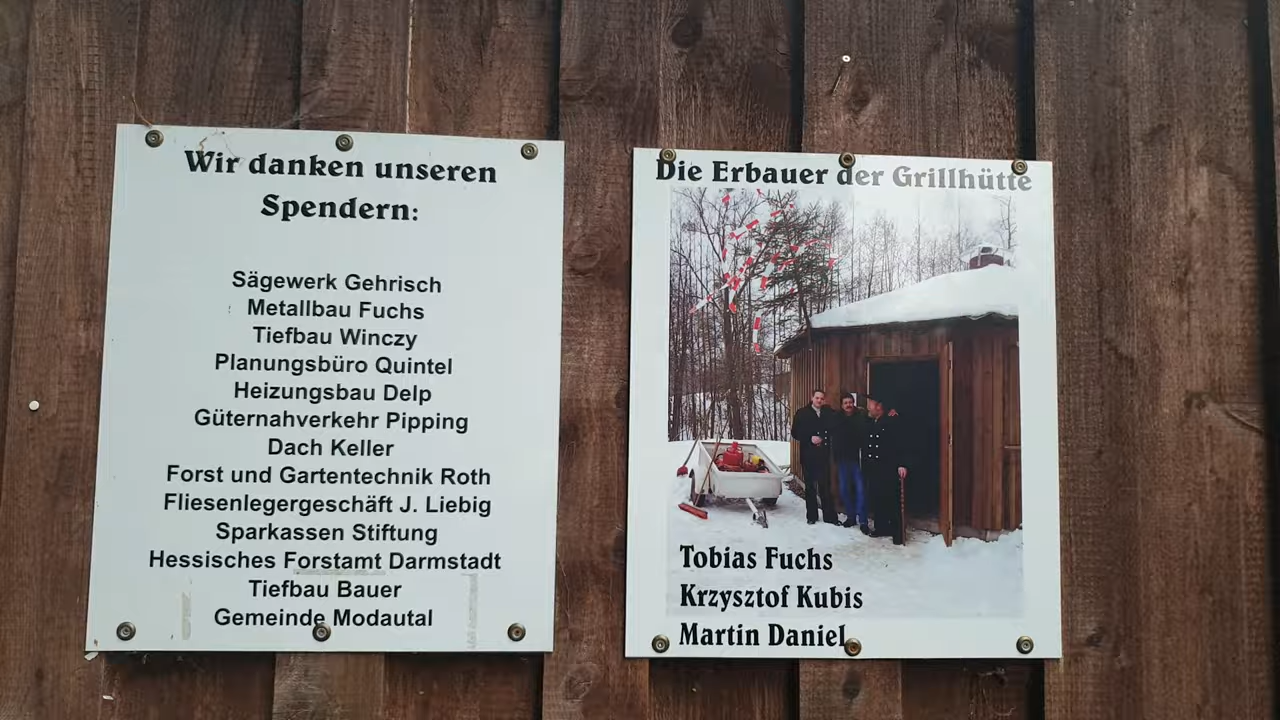 Wir danken unseren
Spendern:
Sägewerk Gehrisch
Metallbau Fuchs
Tiefbau Winczy
Planungsbüro Quintel
Heizungsbau Delp
Güternahverkehr Pipping
Dach Keller
Forst und Gartentechnik Roth
Fliesenlegergeschäft J. Liebig
Sparkassen Stiftung
Hessisches Forstamt Darmstadt
Tiefbau Bauer
Gemeinde Modautal
Die Erbauer der Grillhütte
Tobias Fuchs
Krzysztof Kubis
Martin Daniel